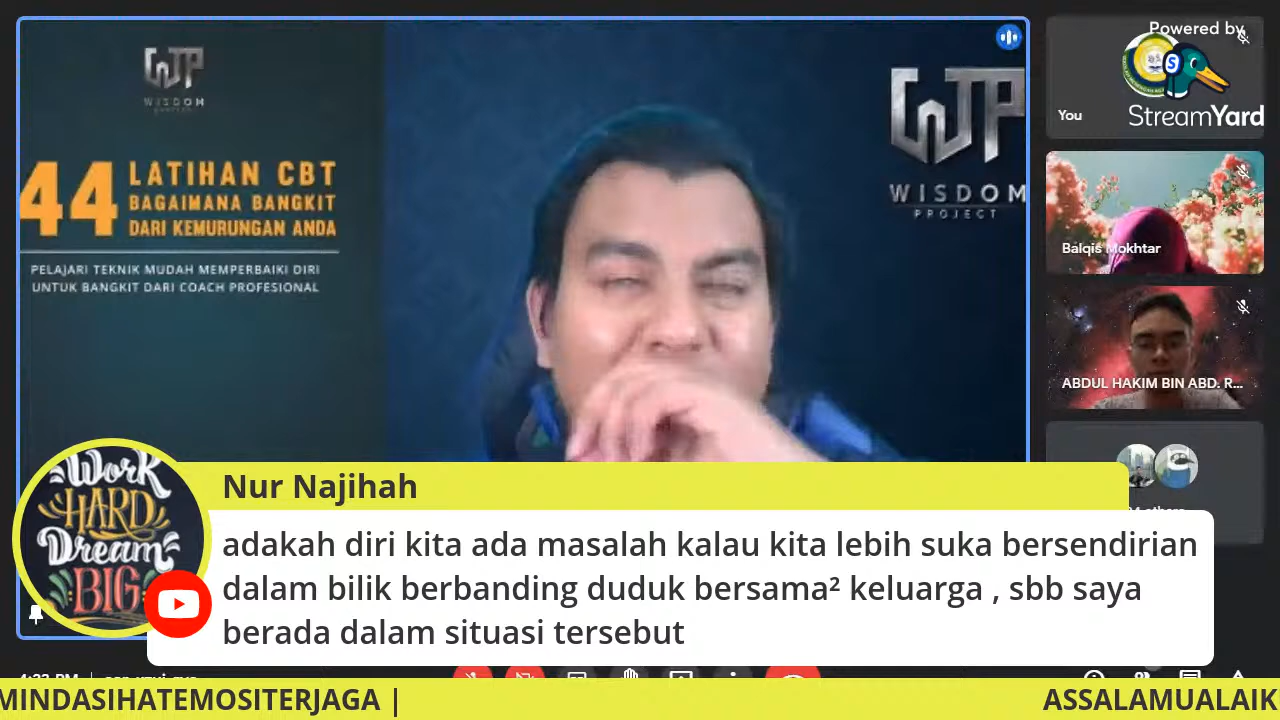 WISDOM
44
LATIHAN CBT
BAGAIMANA BANGKIT
DARI KEMURUNGAN ANDA
PELAJARI TEKNIK MUDAH MEMPERBAIKI DIRI
UNTUK BANGKIT DARI COACH PROFESIONAL
WISDOM
PROJECT
Powered by
StreamYard
You
Balqis Mokhtar
ABDUL HAKIM BIN ABD. R...
Work
HARD
Dream
BIG
Nur Najihah
adakah diri kita ada masalah kalau kita lebih suka bersendirian
dalam bilik berbanding duduk bersama² keluarga , sbb saya
berada dalam situasi tersebut
MINDASIHATEMOSITERJAGA |
ASSALAMUALAIK